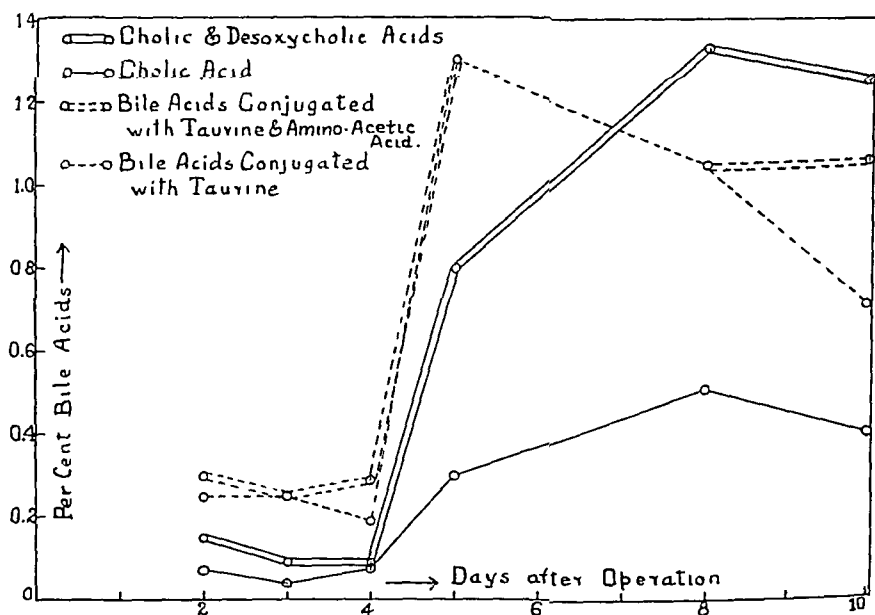 1.4
Cholic & Desoxycholic Acids
Cholic Acid
1.2
Bile Acids Conjugated
with Taurine & Amino-Acetic
Acid.
Bile Acids Conjugated
with Taurine
1.0
0.8
0.6
0.4
0.2
0
Per Cent Bile Acids
Days after Operation
2
4
6
8
10